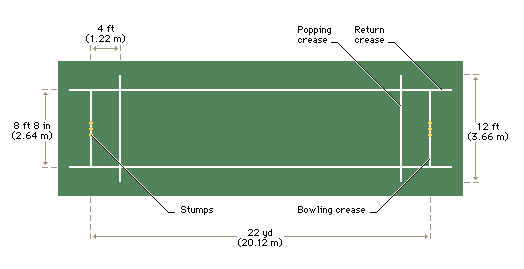 4 ft
(1.22 m)
Popping
crease
Return
crease
8 ft 8 in
(2.64 m)
12 ft
(3.66 m)
Stumps
Bowling crease
22 yd
(20.12 m)